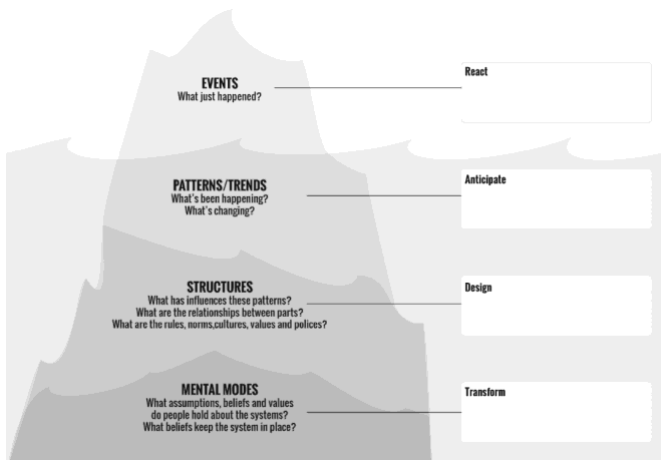 EVENTS
What just happened?
React
PATTERNS/TRENDS
What's been happening?
What's changing?
Anticipate
STRUCTURES
What has influences these patterns?
What are the relationships between parts?
What are the rules, norms,cultures, values and polices?
Design
MENTAL MODES
What assumptions, beliefs and values
do people hold about the systems?
What beliefs keep the system in place?
Transform